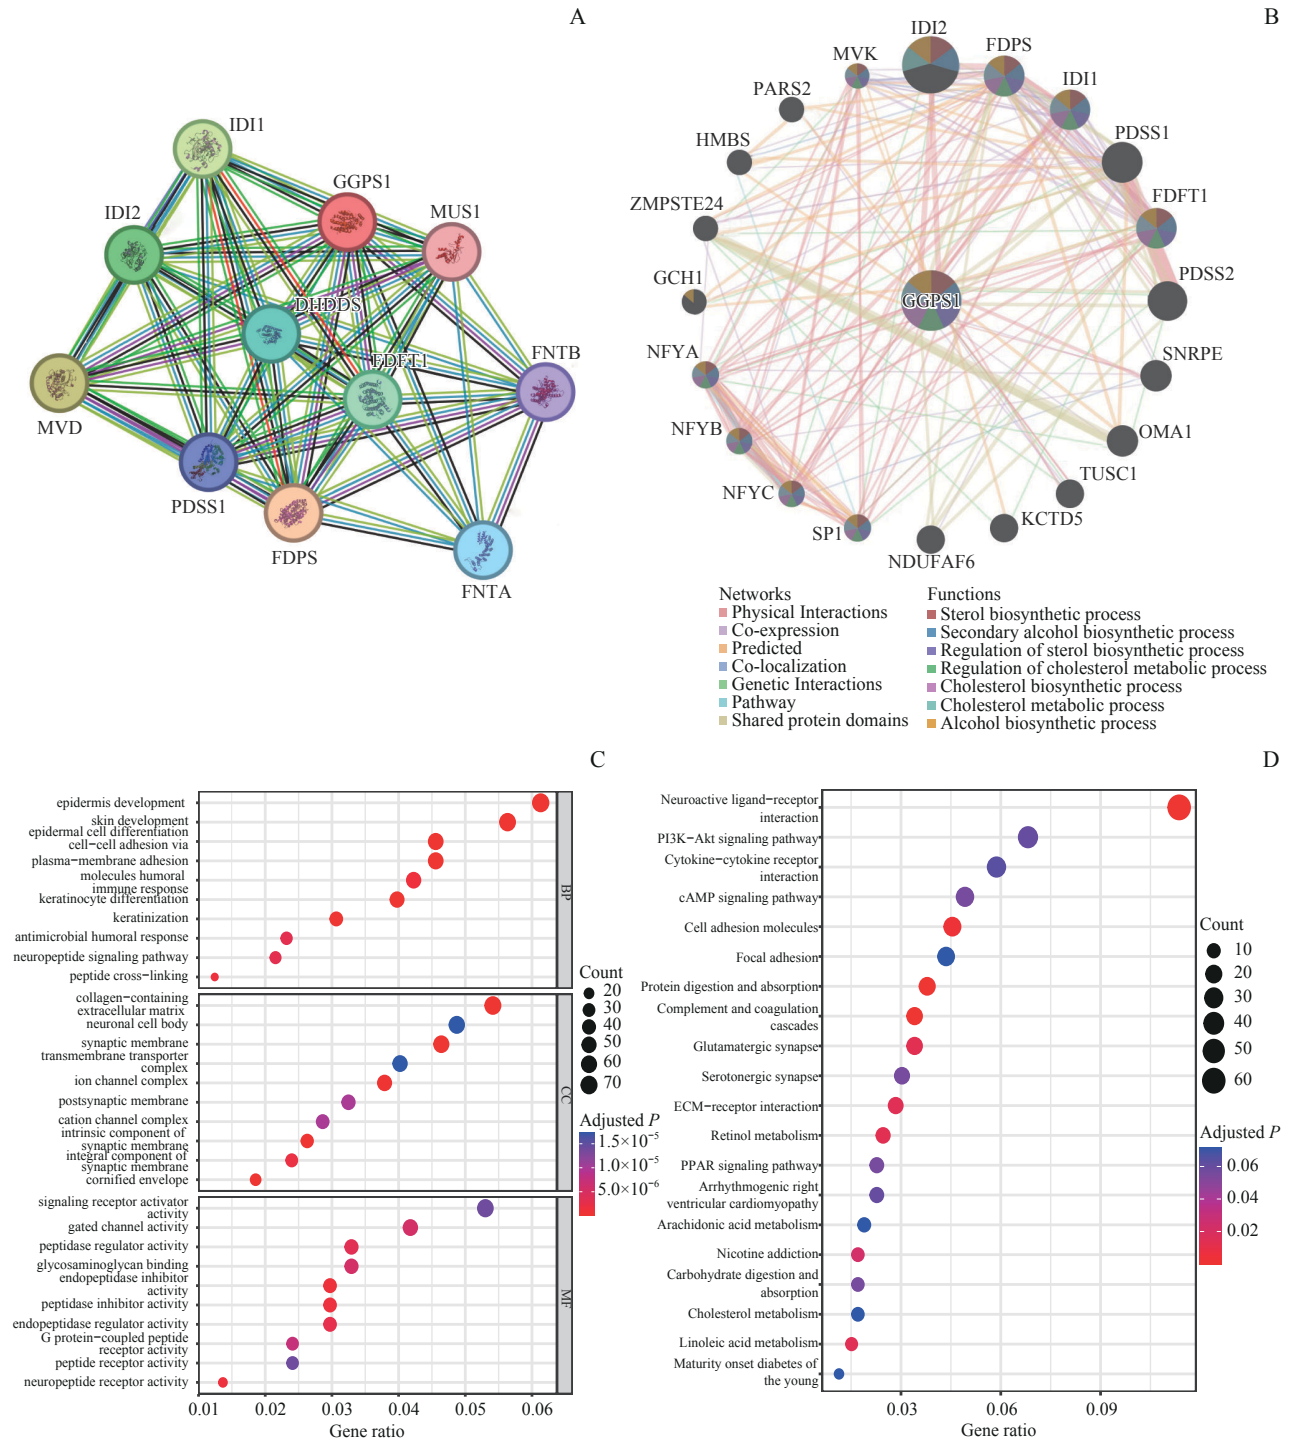 A
IDI1
GGPS1
IDI2
MUS1
DHDDS
FDFT1
FNTB
MVD
PDSS1
FDPS
FNTA
B
IDI2
FDPS
MVK
IDI1
PARS2
PDSS1
HMBS
FDFT1
ZMPSTE24
PDSS2
GCH1
GGPS1
SNRPE
NFYA
OMA1
NFYB
TUSC1
NFYC
KCTD5
SP1
NDUFAF6
Networks
Physical Interactions
Co-expression
Predicted
Co-localization
Genetic Interactions
Pathway
Shared protein domains
Functions
Sterol biosynthetic process
Secondary alcohol biosynthetic process
Regulation of sterol biosynthetic process
Regulation of cholesterol metabolic process
Cholesterol biosynthetic process
Cholesterol metabolic process
Alcohol biosynthetic process
C
epidermis development
skin development
epidermal cell differentiation
cell−cell adhesion via
plasma−membrane adhesion
molecules humoral
immune response
keratinocyte differentiation
keratinization
antimicrobial humoral response
neuropeptide signaling pathway
peptide cross−linking
BP
collagen−containing
extracellular matrix
neuronal cell body
synaptic membrane
transmembrane transporter
complex
ion channel complex
postsynaptic membrane
cation channel complex
intrinsic component of
synaptic membrane
integral component of
synaptic membrane
cornified envelope
CC
signaling receptor activator
activity
gated channel activity
peptidase regulator activity
glycosaminoglycan binding
endopeptidase inhibitor
activity
peptidase inhibitor activity
endopeptidase regulator activity
G protein−coupled peptide
receptor activity
peptide receptor activity
neuropeptide receptor activity
MF
0.01 0.02 0.03 0.04 0.05 0.06
Gene ratio
Count
20
30
40
50
60
70
Adjusted P
1.5×10⁻⁵
1.0×10⁻⁵
5.0×10⁻⁶
D
Neuroactive ligand−receptor
interaction
PI3K−Akt signaling pathway
Cytokine−cytokine receptor
interaction
cAMP signaling pathway
Cell adhesion molecules
Focal adhesion
Protein digestion and absorption
Complement and coagulation
cascades
Glutamatergic synapse
Serotonergic synapse
ECM−receptor interaction
Retinol metabolism
PPAR signaling pathway
Arrhythmogenic right
ventricular cardiomyopathy
Arachidonic acid metabolism
Nicotine addiction
Carbohydrate digestion and
absorption
Cholesterol metabolism
Linoleic acid metabolism
Maturity onset diabetes of
the young
0.03 0.06 0.09
Gene ratio
Count
10
20
30
40
50
60
Adjusted P
0.06
0.04
0.02